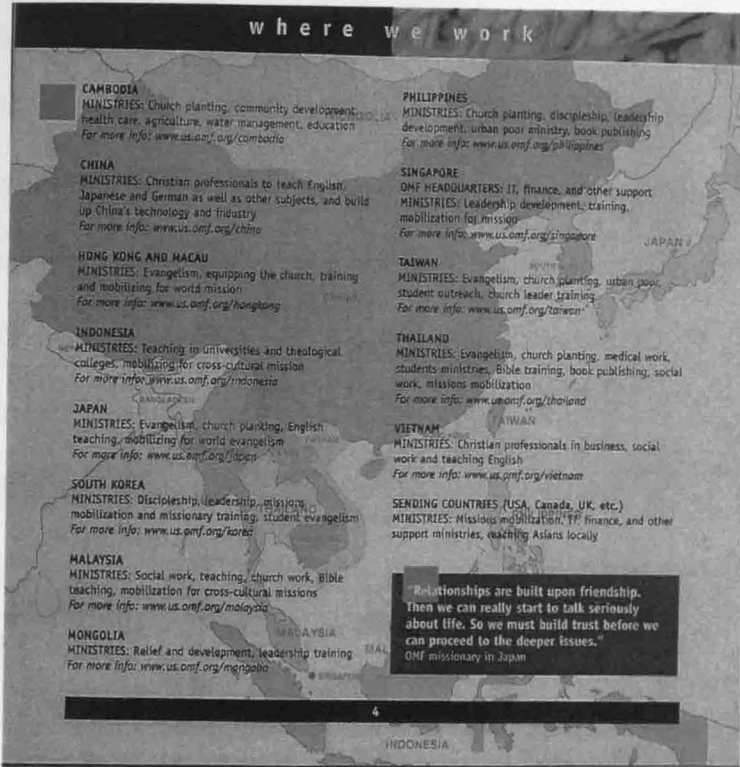 where we work
CAMBODIA
MINISTRIES: Church planting, community development,
health care, agriculture, water management, education
For more info: www.us.omf.org/cambodia
CHINA
MINISTRIES: Christian professionals to teach English,
Japanese and German as well as other subjects, and build
up China's technology and industry
For more info: www.us.omf.org/china
HONG KONG AND MACAU
MINISTRIES: Evangelism, equipping the church, training
and mobilizing for world mission
For more info: www.us.omf.org/hongkong
INDONESIA
MINISTRIES: Teaching in universities and theological
colleges, mobilizing for cross-cultural mission
For more info: www.us.omf.org/indonesia
BANGLADESH
JAPAN
MINISTRIES: Evangelism, church planting, English
teaching, mobilizing for world evangelism
For more info: www.us.omf.org/japan
SOUTH KOREA
MINISTRIES: Discipleship, leadership, missions
mobilization and missionary training, student evangelism
For more info: www.us.omf.org/korea
MALAYSIA
MINISTRIES: Social work, teaching, church work, Bible
teaching, mobilization for cross-cultural missions
For more info: www.us.omf.org/malaysia
MONGOLIA
MINISTRIES: Relief and development, leadership training
For more info: www.us.omf.org/mongolia
PHILIPPINES
MINISTRIES: Church planting, discipleship, leadership
development, urban poor ministry, book publishing
For more info: www.us.omf.org/philippines
SINGAPORE
OMF HEADQUARTERS: IT, finance, and other support
MINISTRIES: Leadership development, training,
mobilization for mission
For more info: www.us.omf.org/singapore
JAPAN
TAIWAN
MINISTRIES: Evangelism, church planting, urban poor,
student outreach, church leader training
For more info: www.us.omf.org/taiwan
THAILAND
MINISTRIES: Evangelism, church planting, medical work,
students ministries, Bible training, book publishing, social
work, missions mobilization
For more info: www.us.omf.org/thailand
TAIWAN
VIETNAM
MINISTRIES: Christian professionals in business, social
work and teaching English
For more info: www.us.omf.org/vietnam
SENDING COUNTRIES (USA, Canada, UK, etc.)
MINISTRIES: Missions mobilization, IT, finance, and other
support ministries, reaching Asians locally
"Relationships are built upon friendship.
Then we can really start to talk seriously
about life. So we must build trust before we
can proceed to the deeper issues."
OMF missionary in Japan
MALAYSIA
SINGAPORE
4
INDONESIA